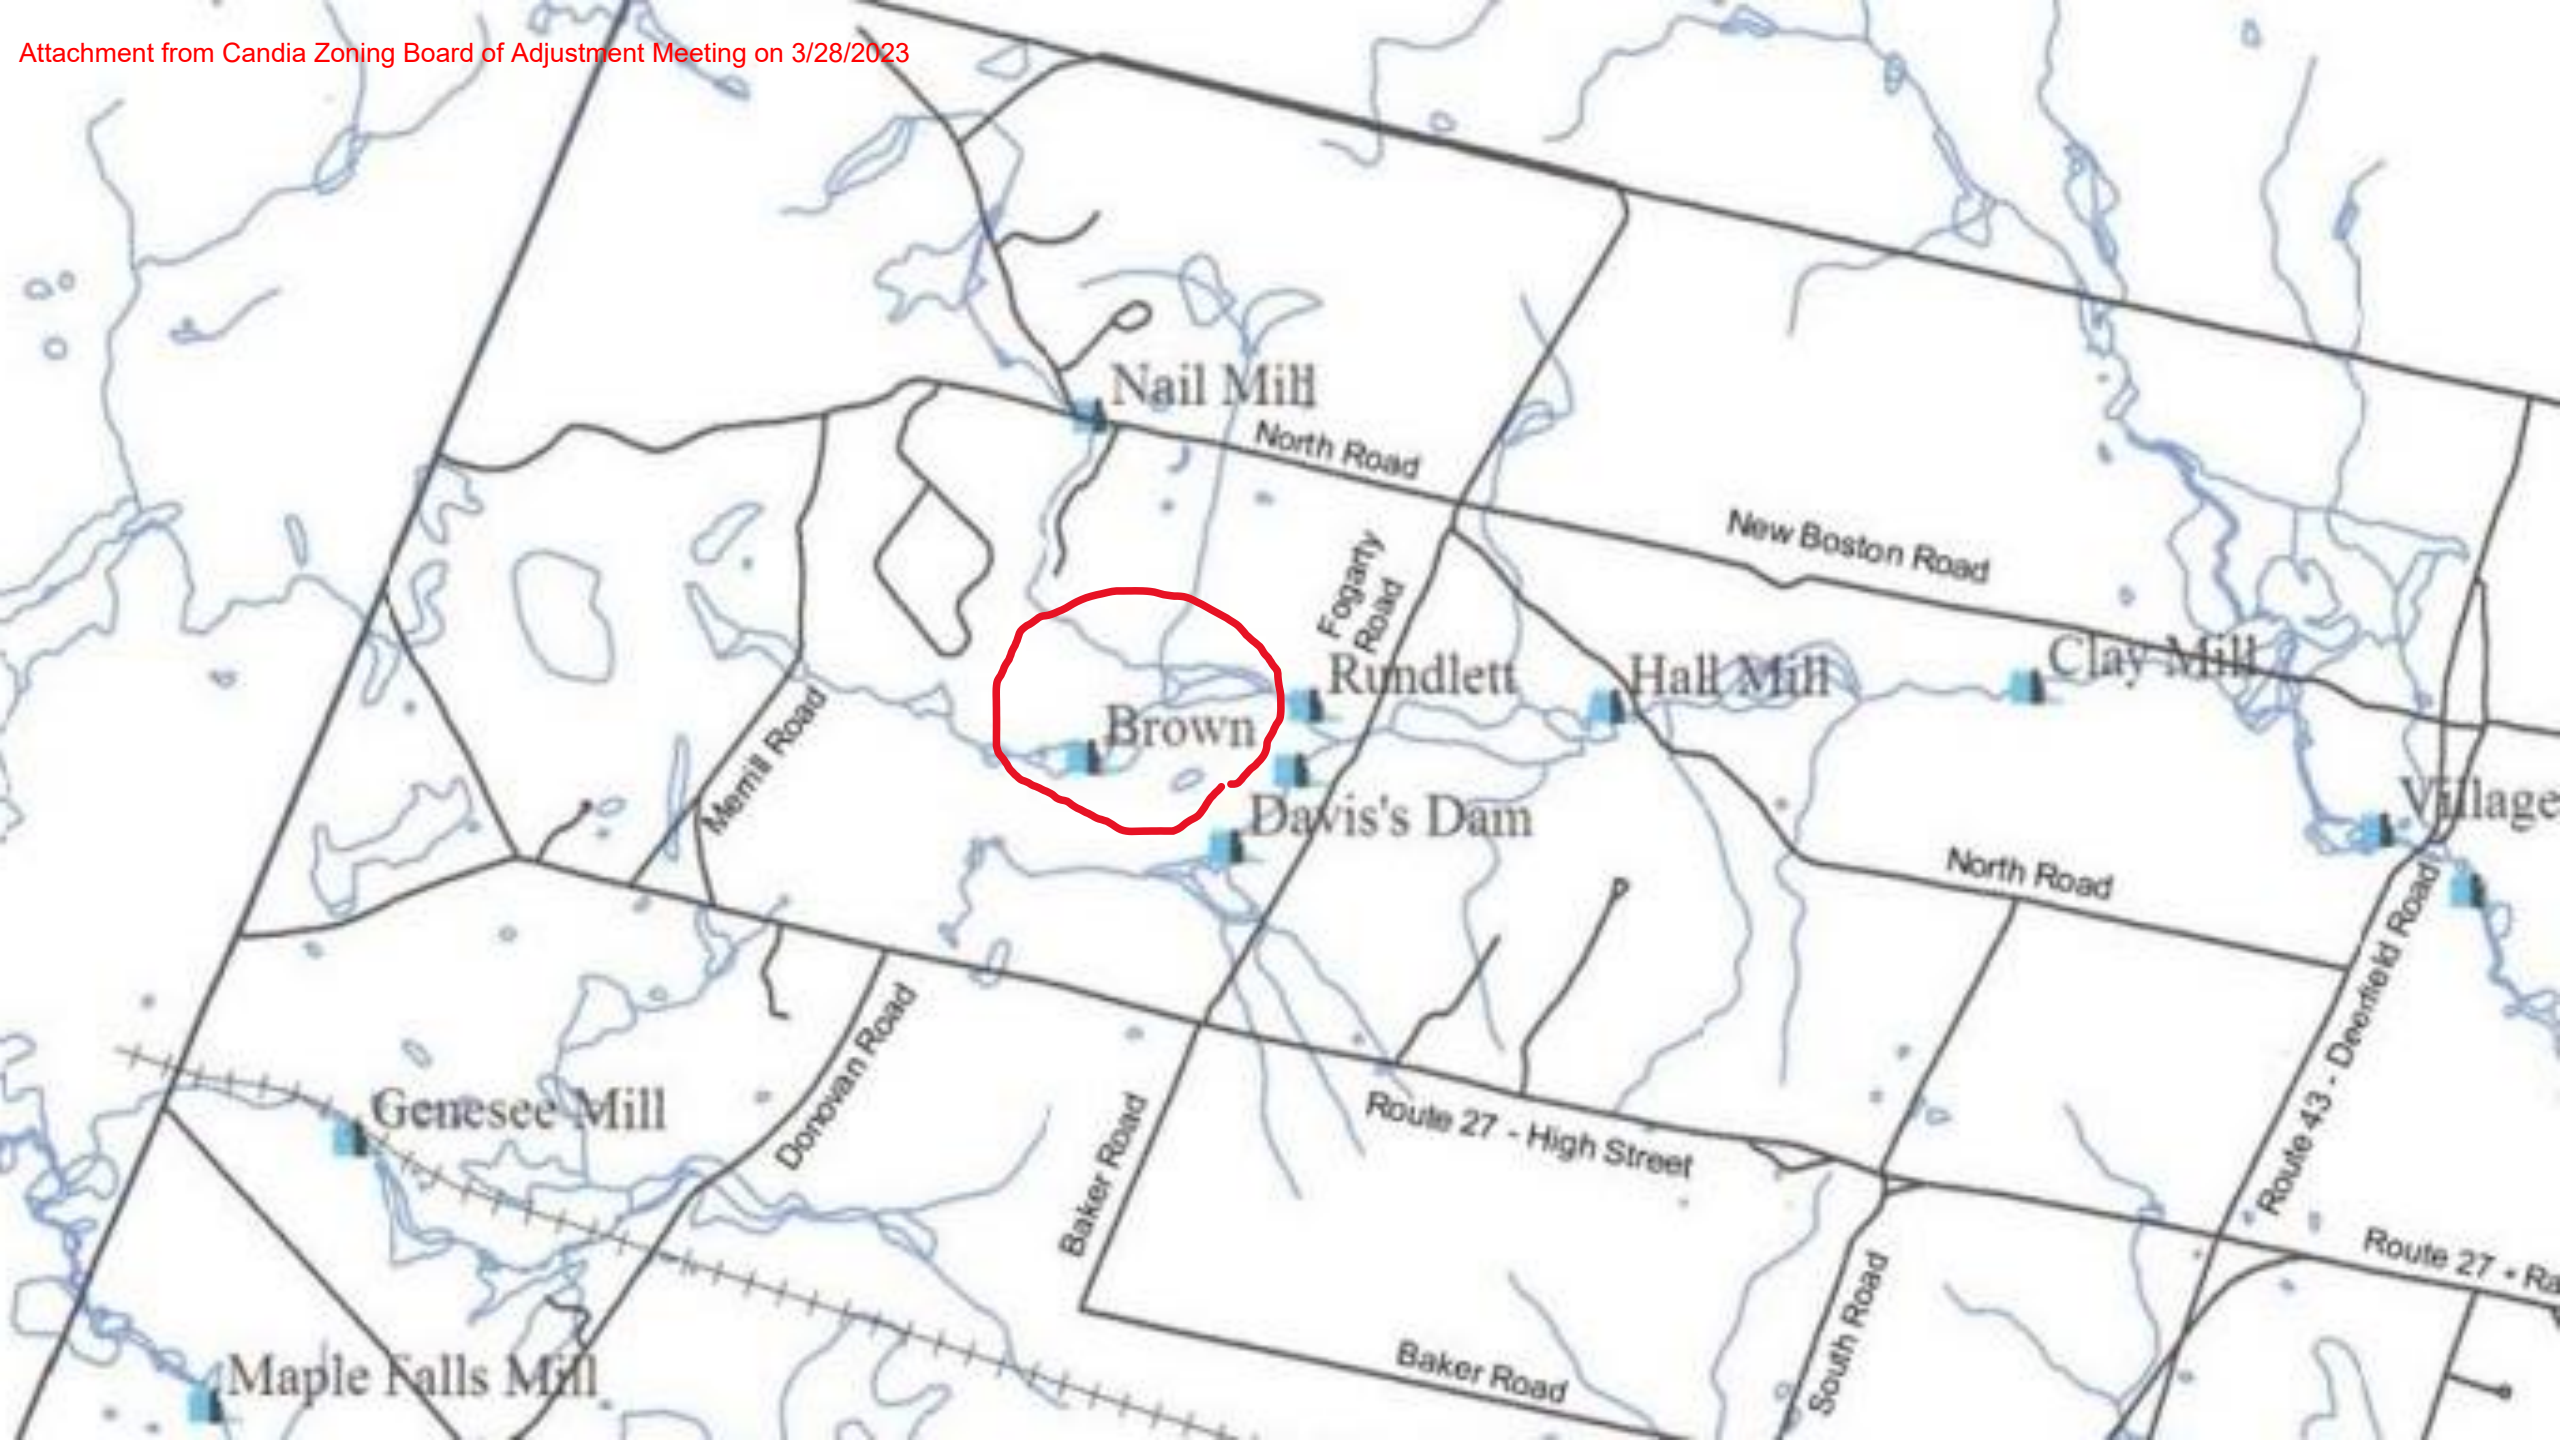 Attachment from Candia Zoning Board of Adjustment Meeting on 3/28/2023
Nail Mill
North Road
New Boston Road
Fogarty
Road
Rundlett
Hall Mill
Clay Mill
Brown
Merrill Road
Davis's Dam
Village
North Road
Route 43 - Deerfield Road
Donovan Road
Genesee Mill
Baker Road
Route 27 - High Street
Route 27 - Ra
South Road
Baker Road
Maple Falls Mill